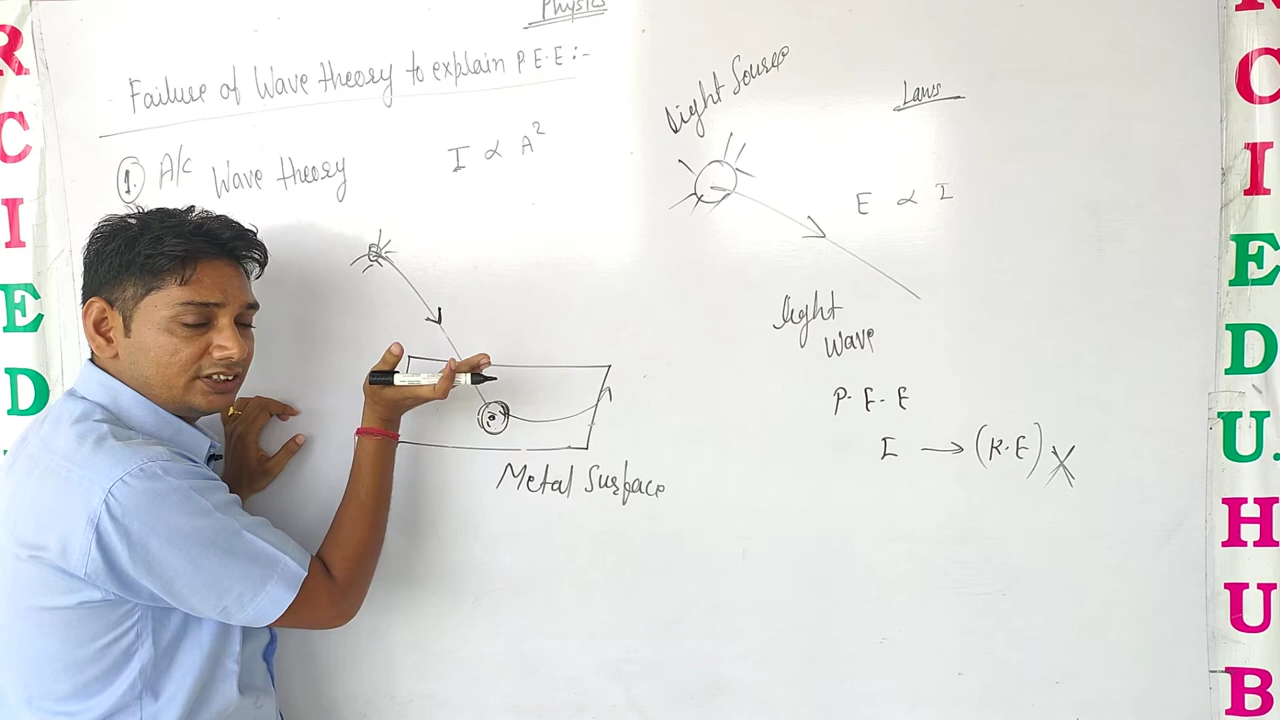 Physics
Failure of Wave theory to explain P.E.E:-
1. A/c Wave theory I ∝ A²
Metal Surface
Light Source
Laws
E ∝ I
light
wave
P.E.E
I → (K.E) X
R
C
I
E
D
R
C
I
E
D
U.
H
U
B